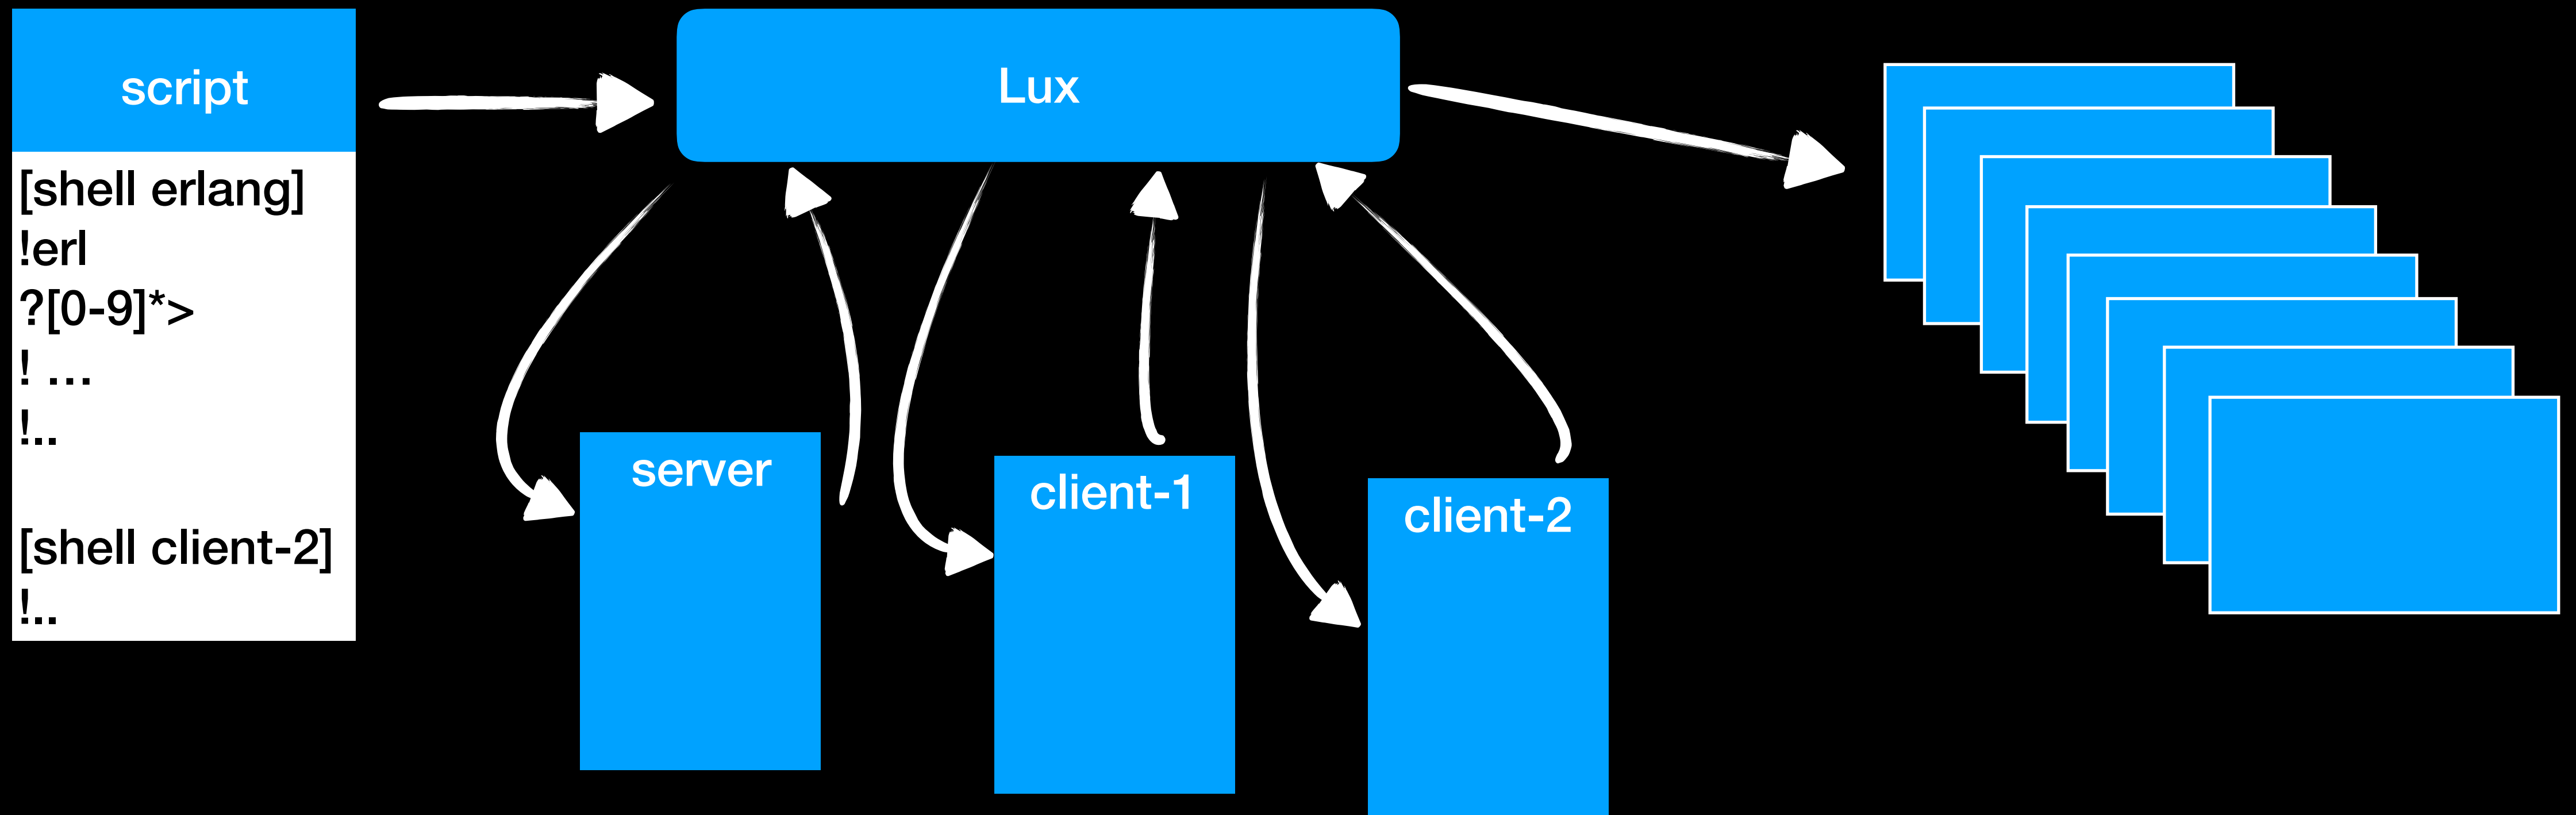 script
[shell erlang]
!erl
?[0-9]*>
! ...
!..
[shell client-2]
!..
Lux
server
client-1
client-2